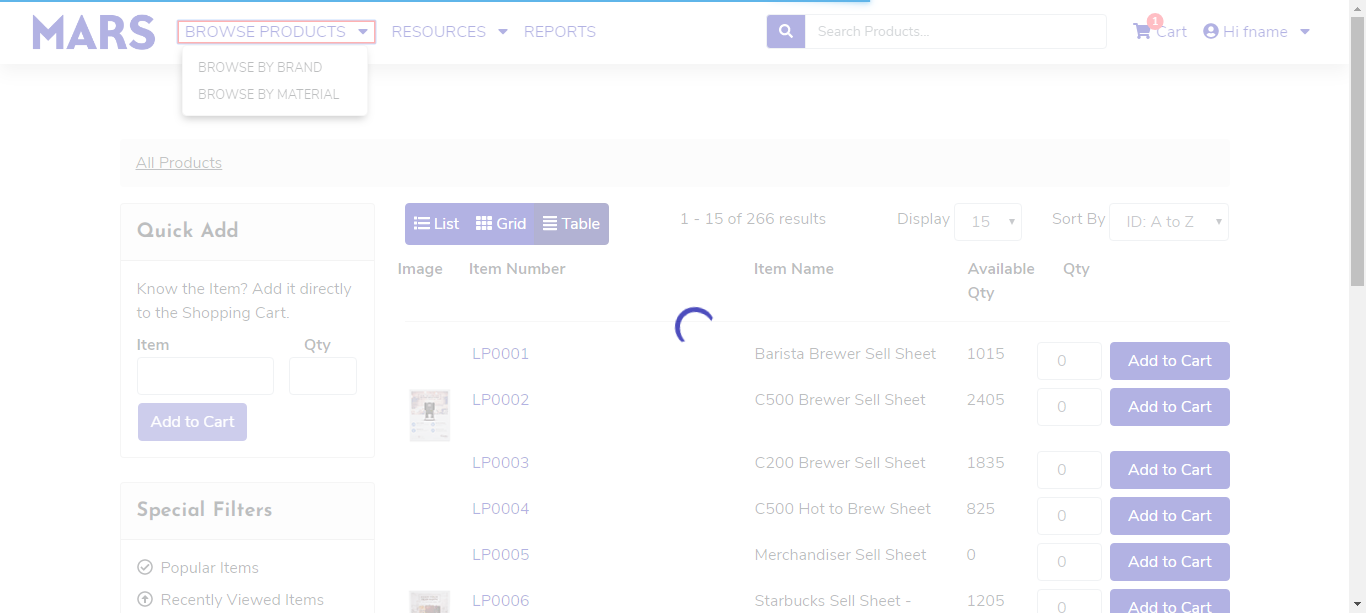 MARS
BROWSE PRODUCTS
RESOURCES
REPORTS
Search Products...
1
Cart
Hi fname
BROWSE BY BRAND
BROWSE BY MATERIAL
All Products
Quick Add
Know the Item? Add it directly
to the Shopping Cart.
Item Qty
Add to Cart
Special Filters
Popular Items
Recently Viewed Items
List Grid Table
1 - 15 of 266 results
Display 15
Sort By ID: A to Z
Image Item Number Item Name Available Qty
Qty
LP0001 Barista Brewer Sell Sheet 1015 0 Add to Cart
LP0002 C500 Brewer Sell Sheet 2405 0 Add to Cart
LP0003 C200 Brewer Sell Sheet 1835 0 Add to Cart
LP0004 C500 Hot to Brew Sheet 825 0 Add to Cart
LP0005 Merchandiser Sell Sheet 0 0 Add to Cart
LP0006 Starbucks Sell Sheet - 1205 0 Add to Cart